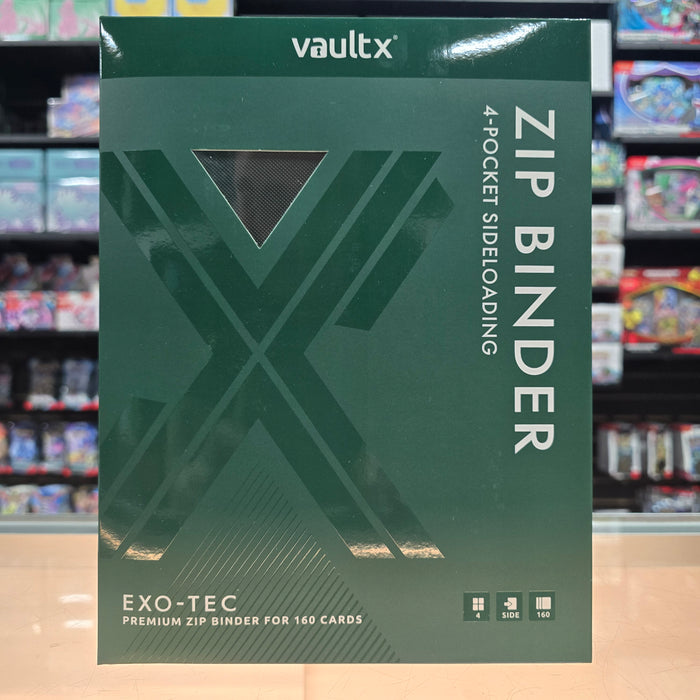 vaultx®
ZIP BINDER
4-POCKET SIDELOADING
EXO-TEC
PREMIUM ZIP BINDER FOR 160 CARDS
4
SIDE
160